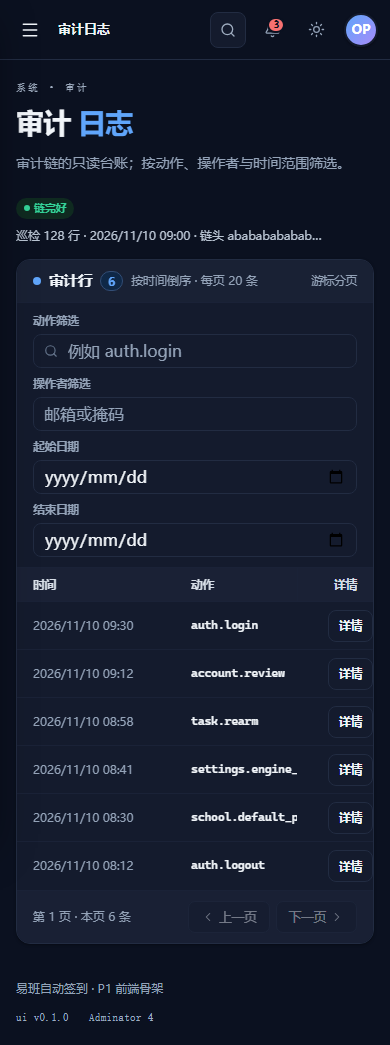 审计日志
3
OP
系统 · 审计
审计 日志
审计链的只读台账；按动作、操作者与时间范围筛选。
链完好
巡检 128 行 · 2026/11/10 09:00 · 链头 abababababab…
审计行 6 按时间倒序 · 每页 20 条 游标分页
动作筛选
例如 auth.login
操作者筛选
邮箱或掩码
起始日期
yyyy/mm/dd
结束日期
yyyy/mm/dd
时间 动作 详情
2026/11/10 09:30 auth.login 详情
2026/11/10 09:12 account.review 详情
2026/11/10 08:58 task.rearm 详情
2026/11/10 08:41 settings.engine_ 详情
2026/11/10 08:30 school.default_p 详情
2026/11/10 08:12 auth.logout 详情
第 1 页 · 本页 6 条 上一页 下一页
易班自动签到 · P1 前端骨架
ui v0.1.0 Adminator 4